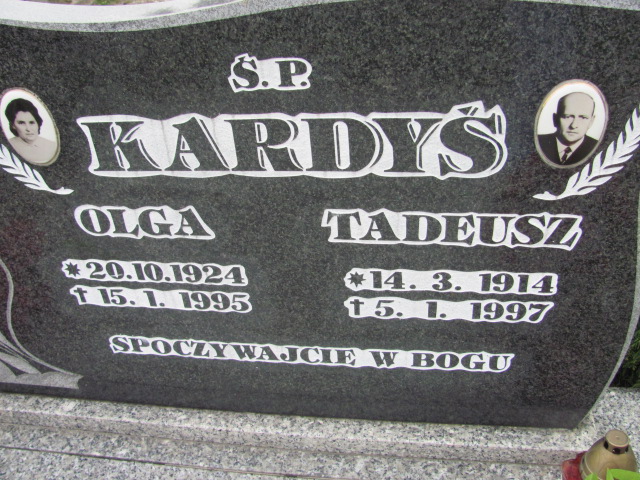 Ś.P.
KARDYŚ
OLGA TADEUSZ
*20.10.1924 *14. 3. 1914
†15. 1. 1995 †5. 1. 1997
SPOCZYWAJCIE W BOGU